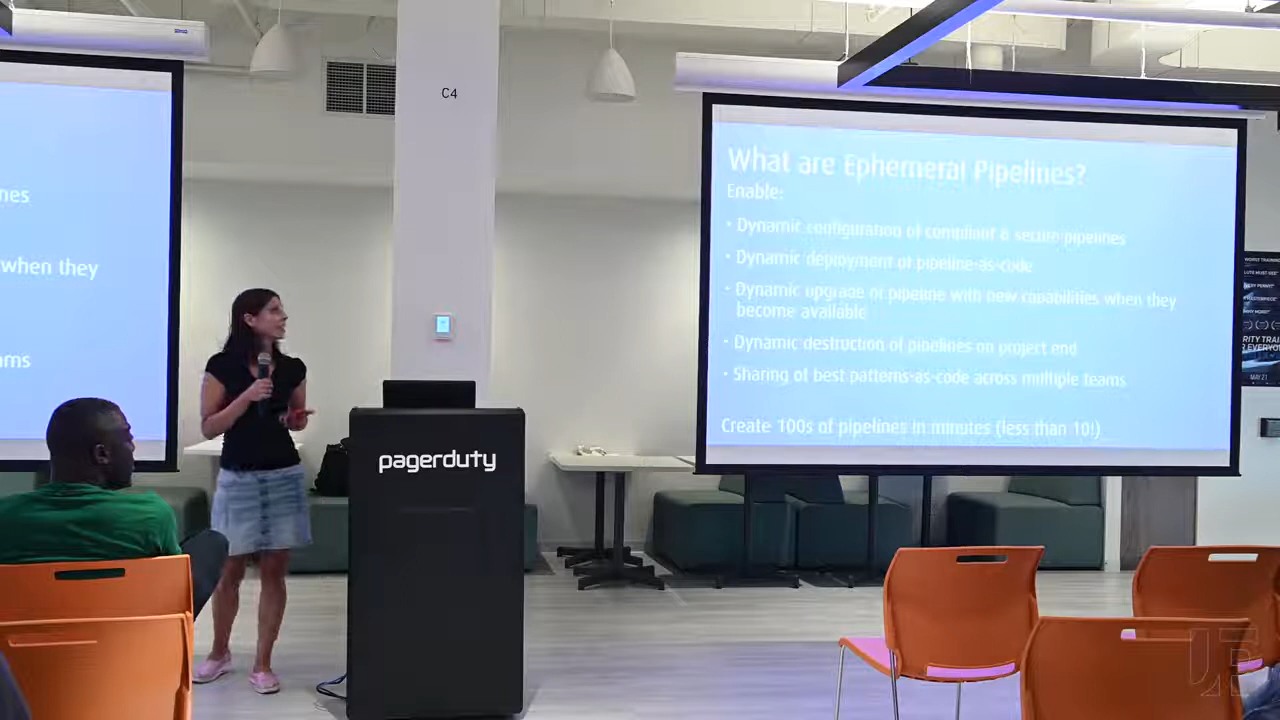 C4
nes
when they
ams
What are Ephemeral Pipelines?
Enable:
• Dynamic configuration of compliant & secure pipelines
• Dynamic deployment of pipeline-as-code
• Dynamic upgrade of pipeline with new capabilities when they
become available
• Dynamic destruction of pipelines on project end
• Sharing of best patterns-as-code across multiple teams
Create 100s of pipelines in minutes (less than 10!)
pagerduty
MAY 21